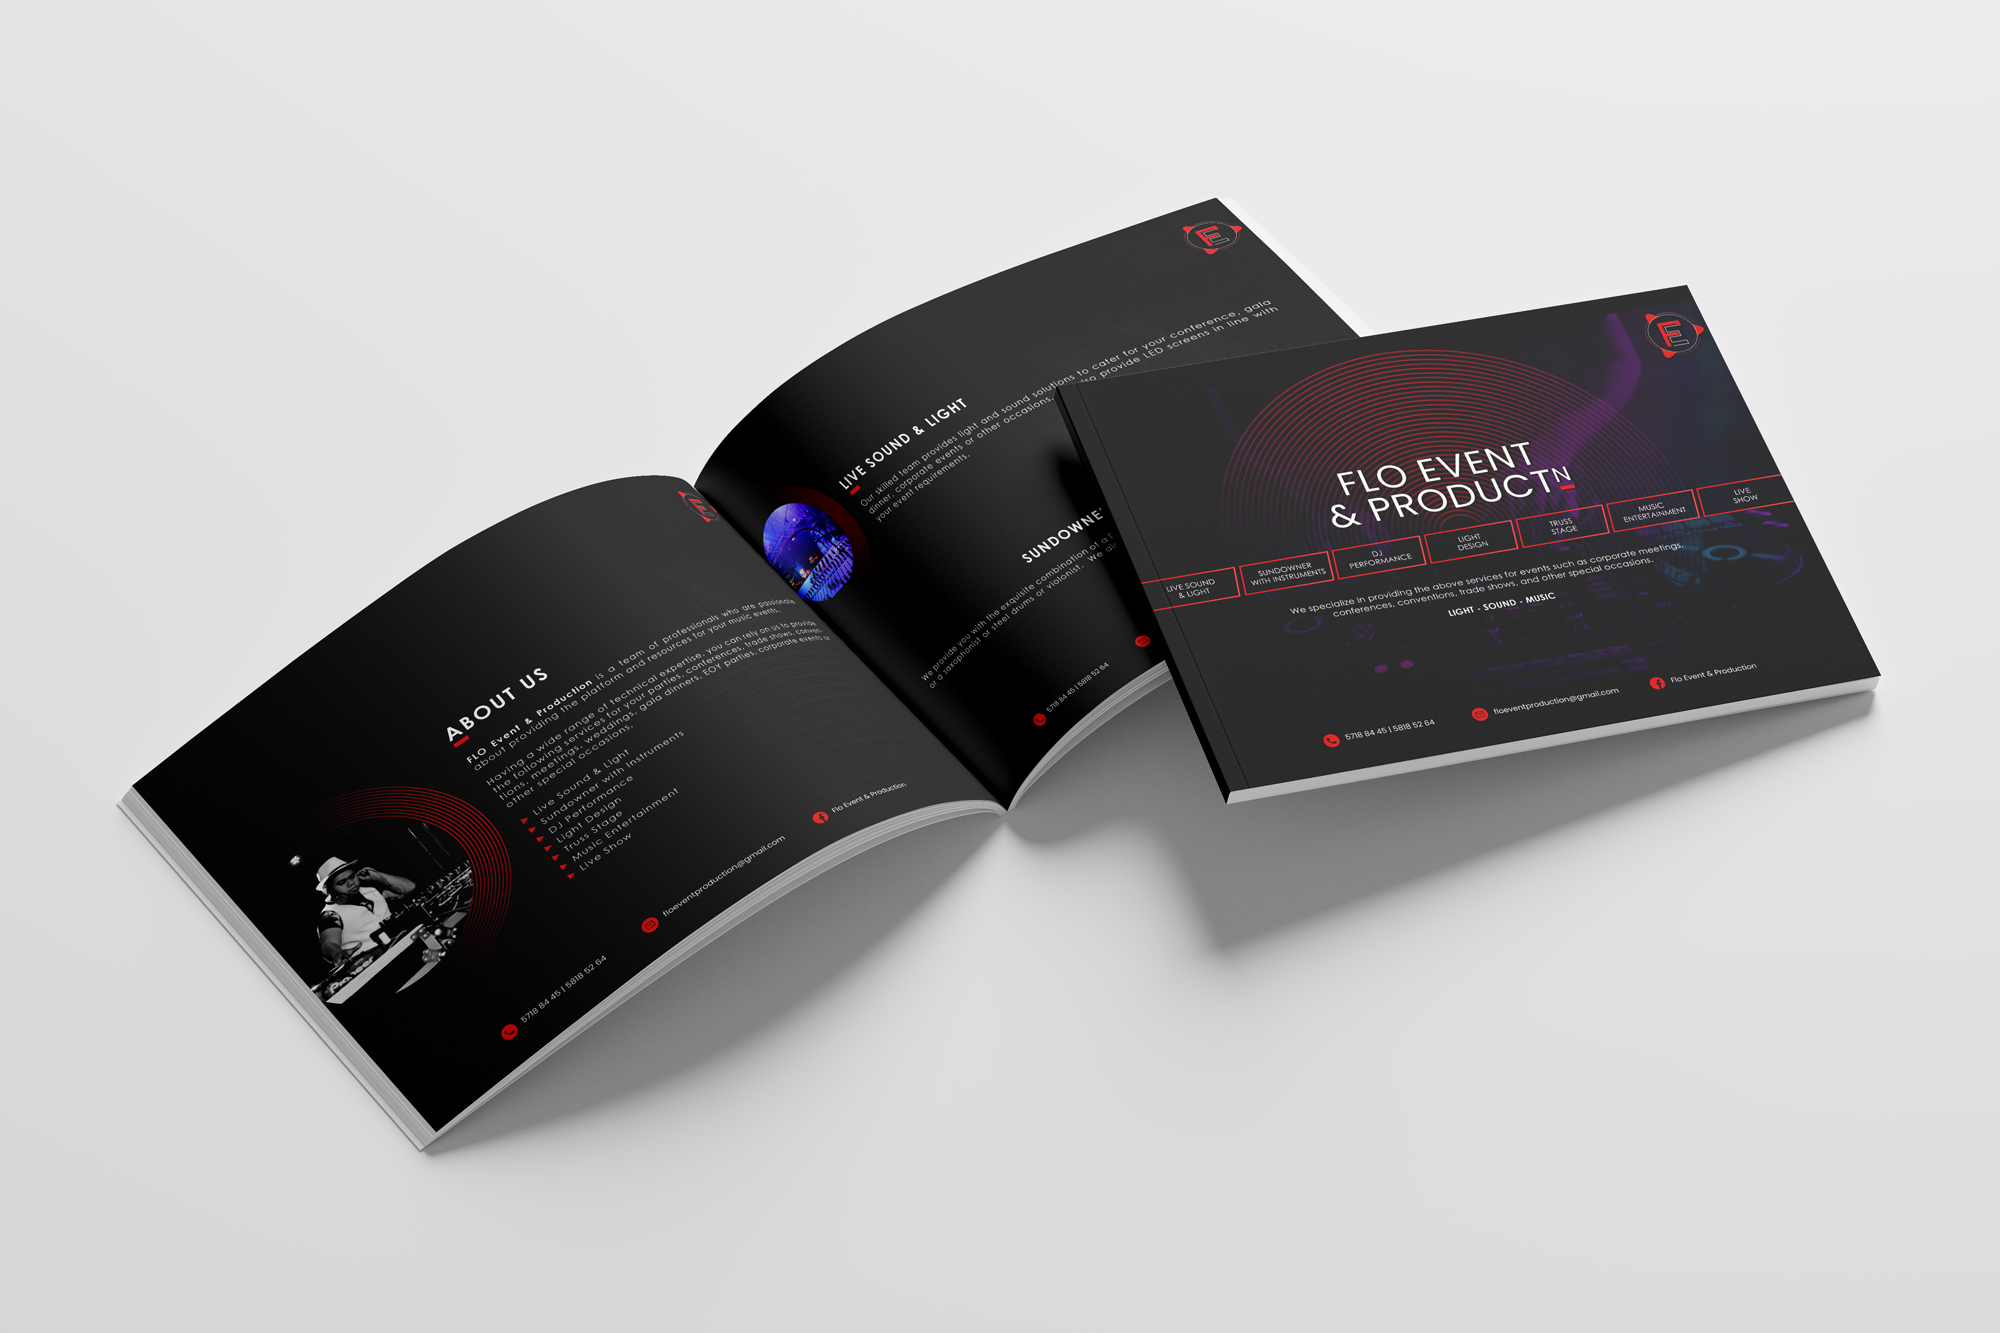 ABOUT US
FLO Event & Production is a team of professionals who are passionate
about providing the platform and resources for your music events.
Having a wide range of technical expertise, you can rely on us to provide
the following services for your parties, conferences, trade shows, conven-
tions, meetings, weddings, gala dinners, EOY parties, corporate events or
other special occasions.
Live Sound & Light
Sundowner with Instruments
DJ Performance
Light Design
Truss Stage
Music Entertainment
Live Show
5718 84 45 | 5818 52 64
floeventproduction@gmail.com
Flo Event & Production
LIVE SOUND & LIGHT
Our skilled team provides light and sound solutions to cater for your conference, gala
dinner, corporate events or other occasions. provide LED screens in line with
your event requirements.
SUNDOWNE
We provide you with the exquisite combination of a
of a saxophonist or steel drums or violonist. We
5718 84 45 | 5818 52 64
FE
FLO EVENT
& PRODUCTN
LIVE SOUND
& LIGHT
SUNDOWNER
WITH INSTRUMENTS
DJ
PERFORMANCE
LIGHT
DESIGN
TRUSS
STAGE
MUSIC
ENTERTAINMENT
LIVE
SHOW
We specialize in providing the above services for events such as corporate meetings,
conferences, conventions, trade shows, and other special occasions.
LIGHT - SOUND - MUSIC
5718 84 45 | 5818 52 64
floeventproduction@gmail.com
Flo Event & Production